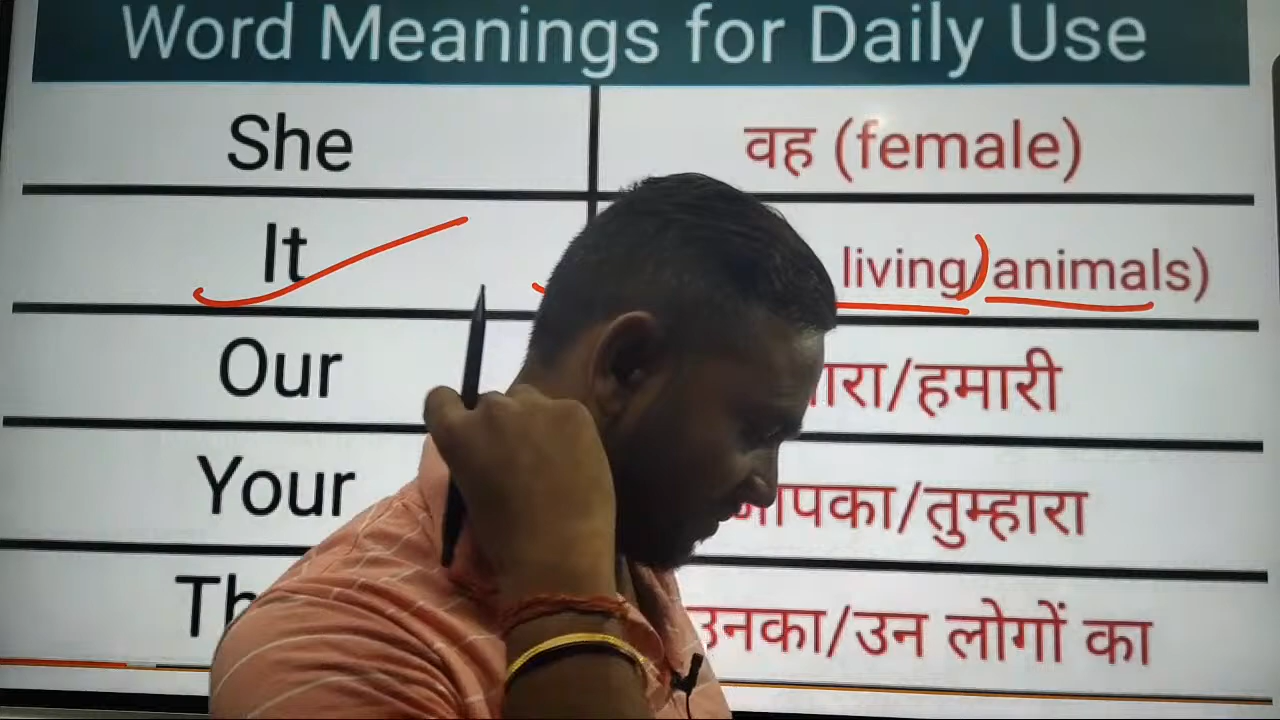 Word Meanings for Daily Use
She वह (female)
It living/animals)
Our हमारी
Your तुम्हारा
उनका/उन लोगों का